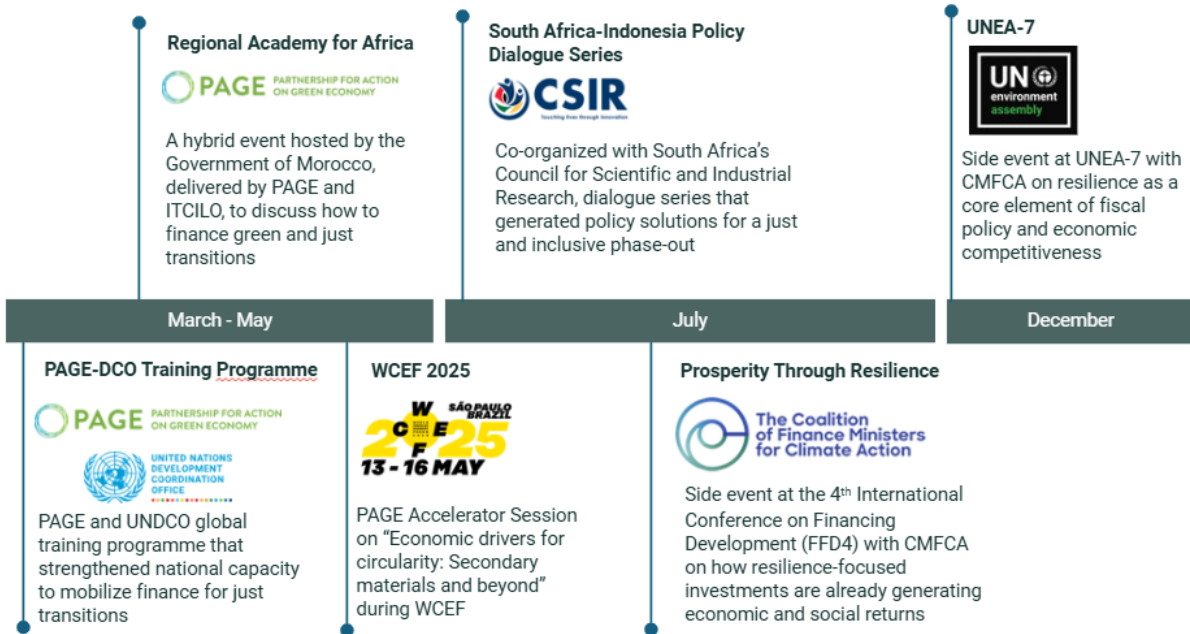 Regional Academy for Africa
PAGE PARTNERSHIP FOR ACTION
ON GREEN ECONOMY
A hybrid event hosted by the
Government of Morocco,
delivered by PAGE and
ITCILO, to discuss how to
finance green and just
transitions
South Africa-Indonesia Policy
Dialogue Series
CSIR
Touching lives through innovation
Co-organized with South Africa's
Council for Scientific and Industrial
Research, dialogue series that
generated policy solutions for a just
and inclusive phase-out
UNEA-7
UN
environment
assembly
Side event at UNEA-7 with
CMFCA on resilience as a
core element of fiscal
policy and economic
competitiveness
March - May
July
December
PAGE-DCO Training Programme
PAGE PARTNERSHIP FOR ACTION
ON GREEN ECONOMY
UNITED NATIONS
DEVELOPMENT
COORDINATION
OFFICE
PAGE and UNDCO global
training programme that
strengthened national capacity
to mobilize finance for just
transitions
WCEF 2025
W SÃO PAULO
BRAZIL
2 C E 25
F
13 - 16 MAY
PAGE Accelerator Session
on “Economic drivers for
circularity: Secondary
materials and beyond”
during WCEF
Prosperity Through Resilience
The Coalition
of Finance Ministers
for Climate Action
Side event at the 4th International
Conference on Financing
Development (FFD4) with CMFCA
on how resilience-focused
investments are already generating
economic and social returns